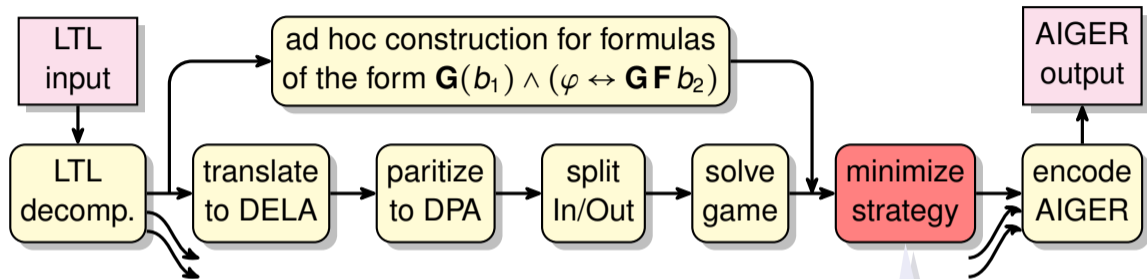 LTL
input
ad hoc construction for formulas
of the form G(b₁) ∧ (φ ↔ G F b₂)
AIGER
output
LTL
decomp.
translate
to DELA
paritize
to DPA
split
In/Out
solve
game
minimize
strategy
encode
AIGER